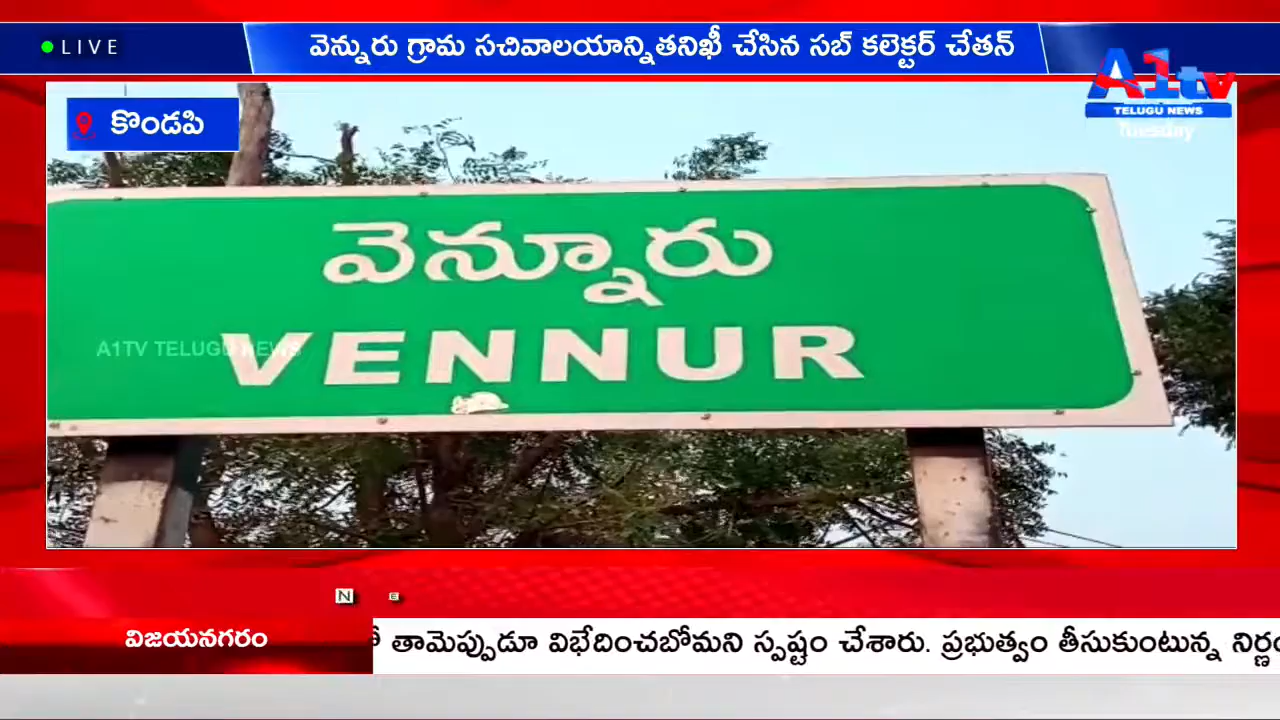 LIVE
వెన్నురు గ్రామ సచివాలయాన్నితనిఖీ చేసిన సబ్ కలెక్టర్ చేతన్
A1tv
TELUGU NEWS
Tuesday
కొండపి
వెన్నూరు
VENNUR
A1TV TELUGU NEWS
N E
విజయనగరం
తామెప్పుడూ విభేదించబోమని స్పష్టం చేశారు. ప్రభుత్వం తీసుకుంటున్న